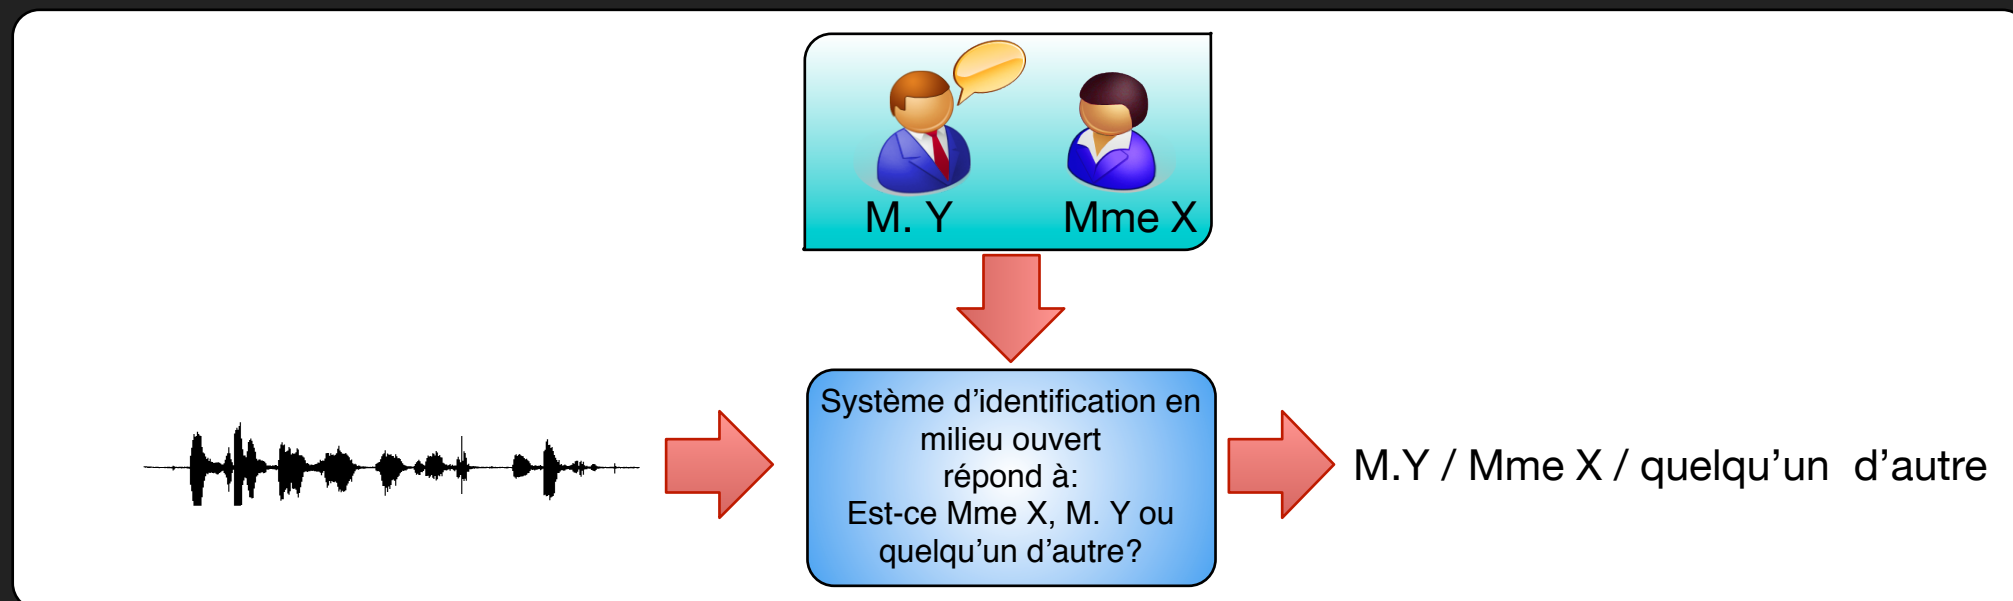 M. Y
Mme X
Système d'identification en
milieu ouvert
répond à:
Est-ce Mme X, M. Y ou
quelqu'un d'autre?
M.Y / Mme X / quelqu'un  d'autre